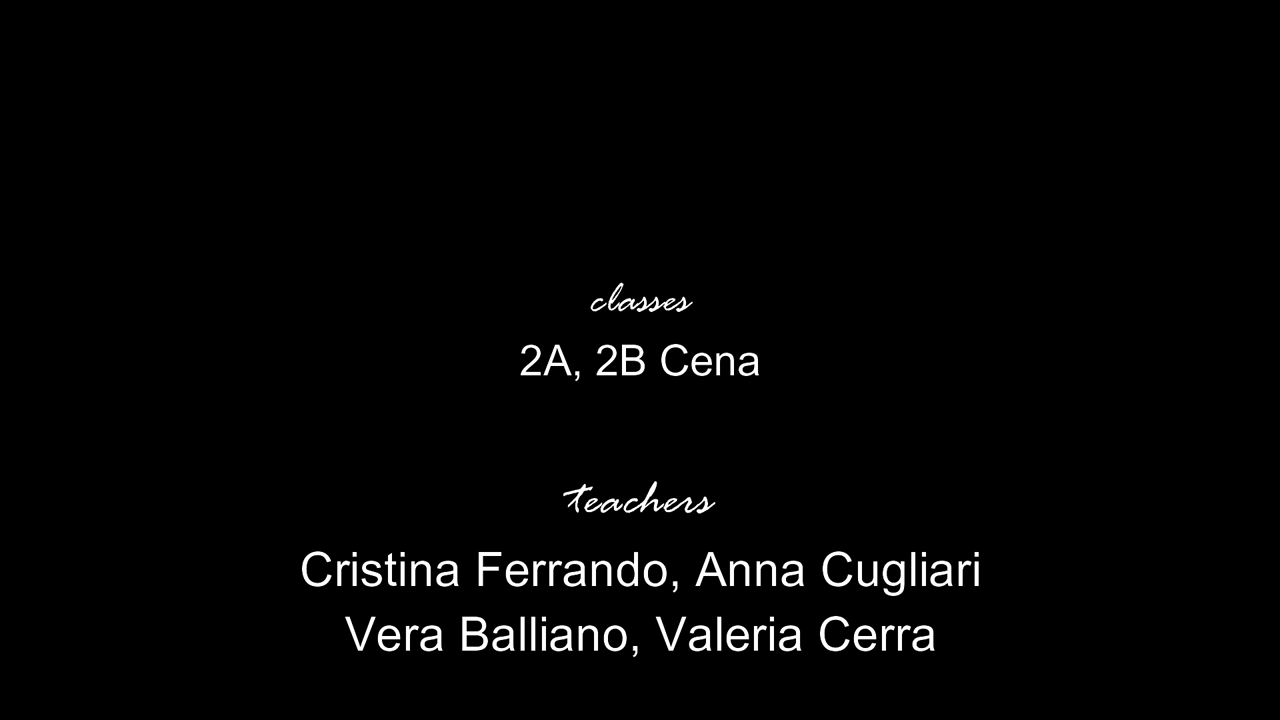 classes
2A, 2B Cena
teachers
Cristina Ferrando, Anna Cugliari
Vera Balliano, Valeria Cerra